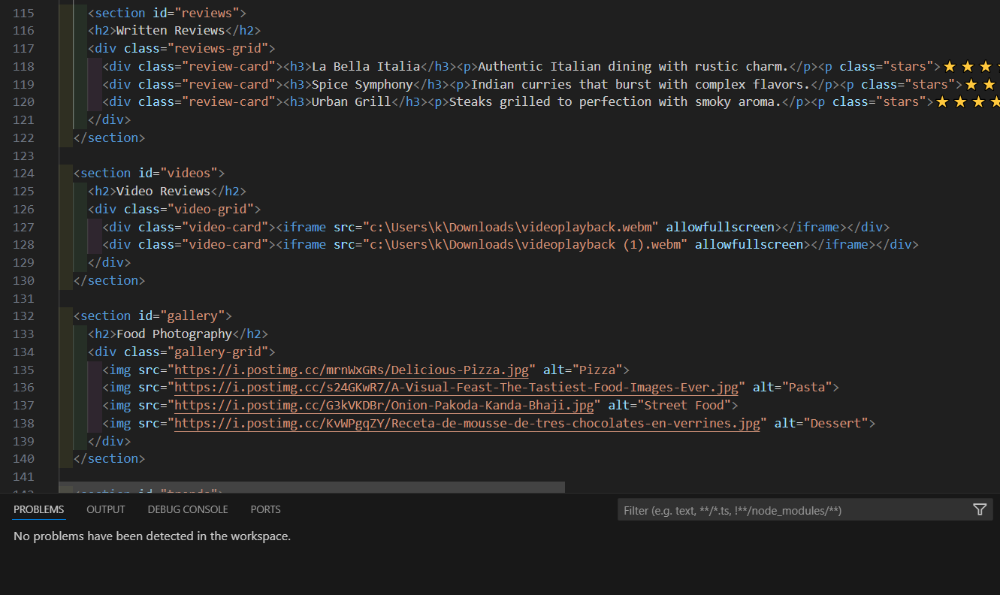 115 <section id="reviews">
116 <h2>Written Reviews</h2>
117 <div class="reviews-grid">
118 <div class="review-card"><h3>La Bella Italia</h3><p>Authentic Italian dining with rustic charm.</p><p class="stars">⭐⭐⭐
119 <div class="review-card"><h3>Spice Symphony</h3><p>Indian curries that burst with complex flavors.</p><p class="stars">⭐⭐
120 <div class="review-card"><h3>Urban Grill</h3><p>Steaks grilled to perfection with smoky aroma.</p><p class="stars">⭐⭐⭐⭐
121 </div>
122 </section>
123
124 <section id="videos">
125 <h2>Video Reviews</h2>
126 <div class="video-grid">
127 <div class="video-card"><iframe src="c:\Users\k\Downloads\videoplayback.webm" allowfullscreen></iframe></div>
128 <div class="video-card"><iframe src="c:\Users\k\Downloads\videoplayback (1).webm" allowfullscreen></iframe></div>
129 </div>
130 </section>
131
132 <section id="gallery">
133 <h2>Food Photography</h2>
134 <div class="gallery-grid">
135 <img src="https://i.postimg.cc/mrnWxGRs/Delicious-Pizza.jpg" alt="Pizza">
136 <img src="https://i.postimg.cc/s24GKwR7/A-Visual-Feast-The-Tastiest-Food-Images-Ever.jpg" alt="Pasta">
137 <img src="https://i.postimg.cc/G3kVKDBr/Onion-Pakoda-Kanda-Bhaji.jpg" alt="Street Food">
138 <img src="https://i.postimg.cc/KvWPgqZY/Receta-de-mousse-de-tres-chocolates-en-verrines.jpg" alt="Dessert">
139 </div>
140 </section>
141
PROBLEMS OUTPUT DEBUG CONSOLE PORTS Filter (e.g. text, **/*.ts, !**/node_modules/**)
No problems have been detected in the workspace.